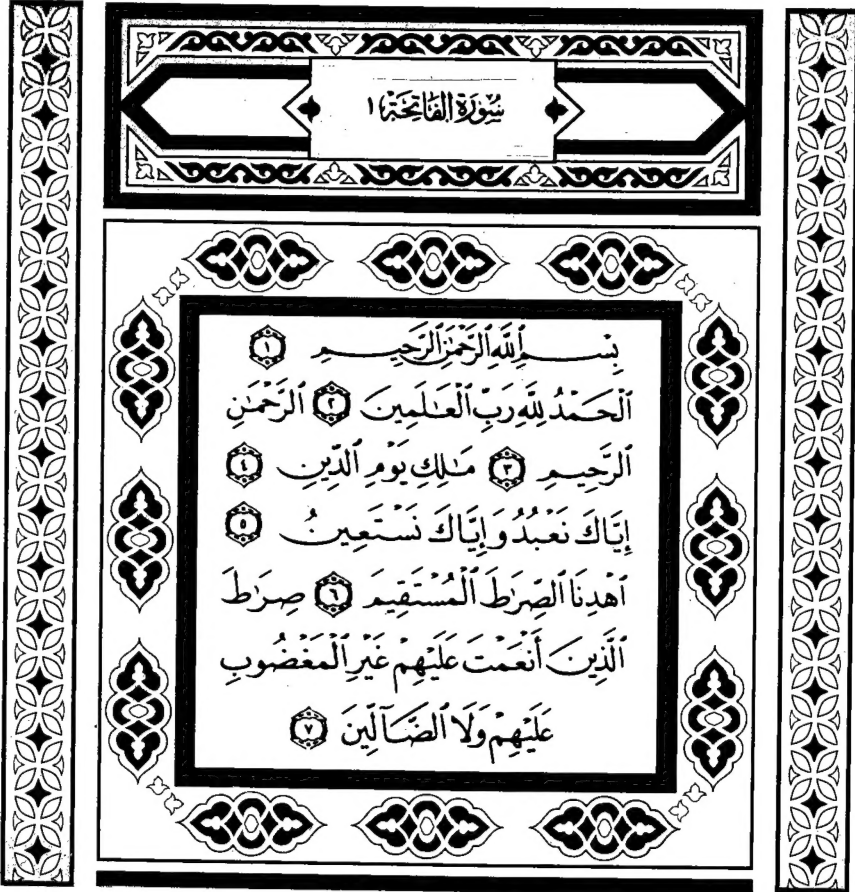 سُورَةُ الفَاتِحَة ١
بِسْمِ ٱللَّهِ ٱلرَّحْمَٰنِ ٱلرَّحِيمِ ١
ٱلْحَمْدُ لِلَّهِ رَبِّ ٱلْعَٰلَمِينَ ٢ ٱلرَّحْمَٰنِ
ٱلرَّحِيمِ ٣ مَٰلِكِ يَوْمِ ٱلدِّينِ ٤
إِيَّاكَ نَعْبُدُ وَإِيَّاكَ نَسْتَعِينُ ٥
ٱهْدِنَا ٱلصِّرَٰطَ ٱلْمُسْتَقِيمَ ٦ صِرَٰطَ
ٱلَّذِينَ أَنْعَمْتَ عَلَيْهِمْ غَيْرِ ٱلْمَغْضُوبِ
عَلَيْهِمْ وَلَا ٱلضَّآلِّينَ ٧